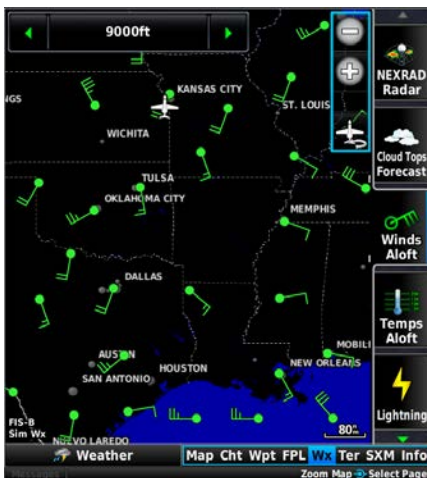 9000ft
NEXRAD
Radar
KANSAS CITY
ST. LOUIS
NGS
WICHITA
Cloud Tops
Forecast
TULSA
OKLAHOMA CITY
MEMPHIS
Winds
Aloft
DALLAS
Temps
Aloft
MOBIL
AUSTIN
HOUSTON
NEW ORLEANS
SAN ANTONIO
Lightning
FIS-B
Sim Wx
NUEVO LAREDO
80
Weather
Map Cht Wpt FPL Wx Ter SXM Info
Messages
Zoom Map Select Page